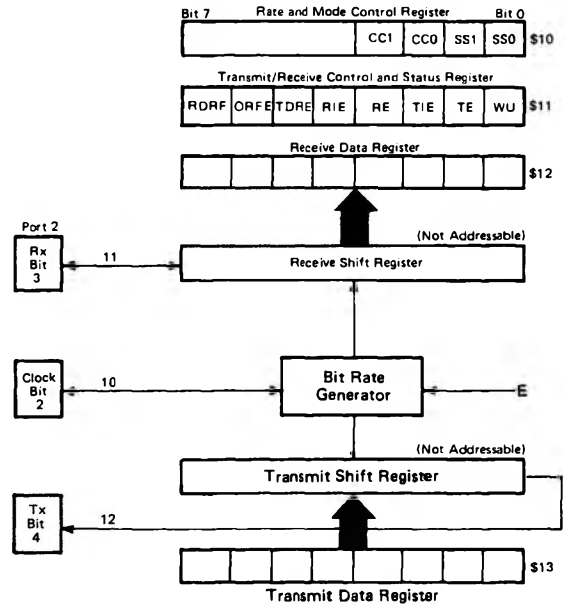 Bit 7 Rate and Mode Control Register Bit 0
CC1 CC0 SS1 SS0 $10
Transmit/Receive Control and Status Register
RDRF ORFE TDRE RIE RE TIE TE WU $11
Receive Data Register
$12
Port 2
(Not Addressable)
Rx
Bit
3
11
Receive Shift Register
Clock
Bit
2
10
Bit Rate
Generator
E
(Not Addressable)
Transmit Shift Register
Tx
Bit
4
12
$13
Transmit Data Register